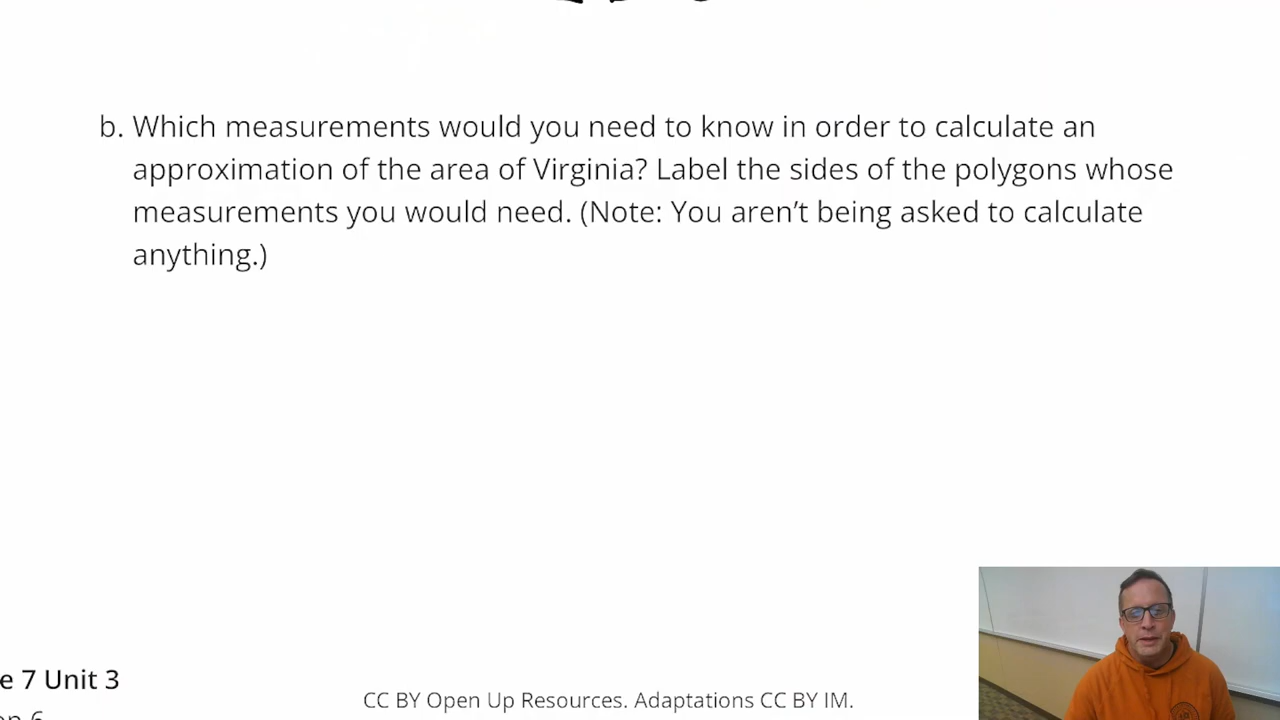 b. Which measurements would you need to know in order to calculate an
approximation of the area of Virginia? Label the sides of the polygons whose
measurements you would need. (Note: You aren’t being asked to calculate
anything.)
e 7 Unit 3
CC BY Open Up Resources. Adaptations CC BY IM.